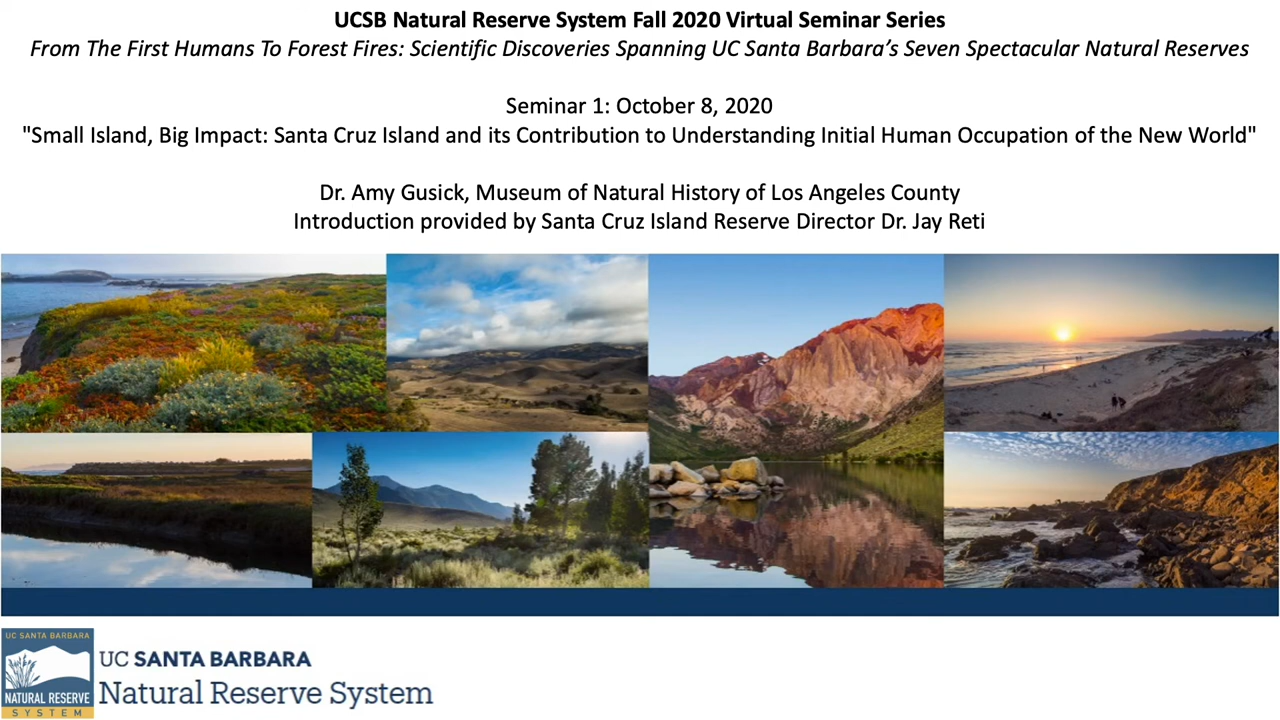 UCSB Natural Reserve System Fall 2020 Virtual Seminar Series
From The First Humans To Forest Fires: Scientific Discoveries Spanning UC Santa Barbara’s Seven Spectacular Natural Reserves
Seminar 1: October 8, 2020
"Small Island, Big Impact: Santa Cruz Island and its Contribution to Understanding Initial Human Occupation of the New World"
Dr. Amy Gusick, Museum of Natural History of Los Angeles County
Introduction provided by Santa Cruz Island Reserve Director Dr. Jay Reti
UC SANTA BARBARA
NATURAL RESERVE
SYSTEM
UC SANTA BARBARA
Natural Reserve System